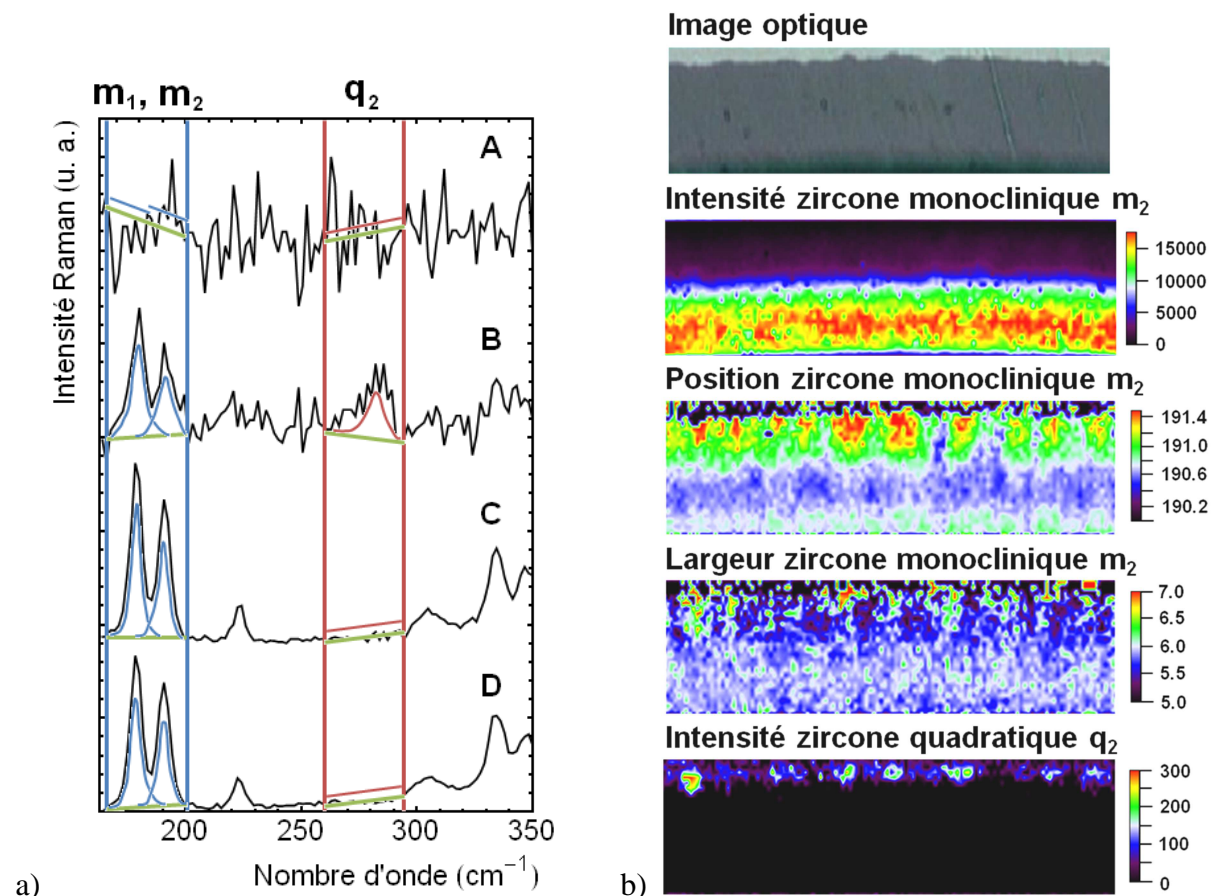 m₁, m₂
q₂
Intensité Raman (u. a.)
A
B
C
D
200
250
300
350
Nombre d'onde (cm⁻¹)
a)
Image optique
Intensité zircone monoclinique m₂
15000
10000
5000
0
Position zircone monoclinique m₂
191.4
191.0
190.6
190.2
Largeur zircone monoclinique m₂
7.0
6.5
6.0
5.5
5.0
Intensité zircone quadratique q₂
300
200
100
0
b)